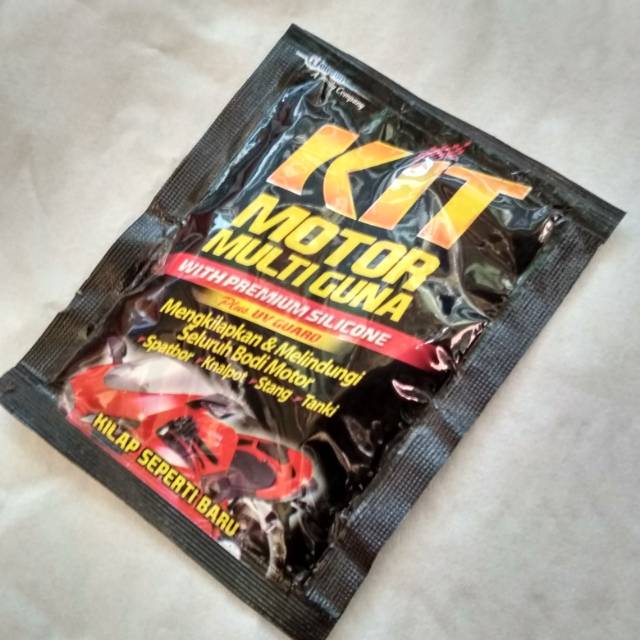 KIT
MOTOR
MULTI GUNA
WITH PREMIUM SILICONE
Plus UV GUARD
Mengkilapkan & Melindungi
Seluruh Bodi Motor
• Spatbor • Knalpot • Stang • Tanki
KILAP SEPERTI BARU